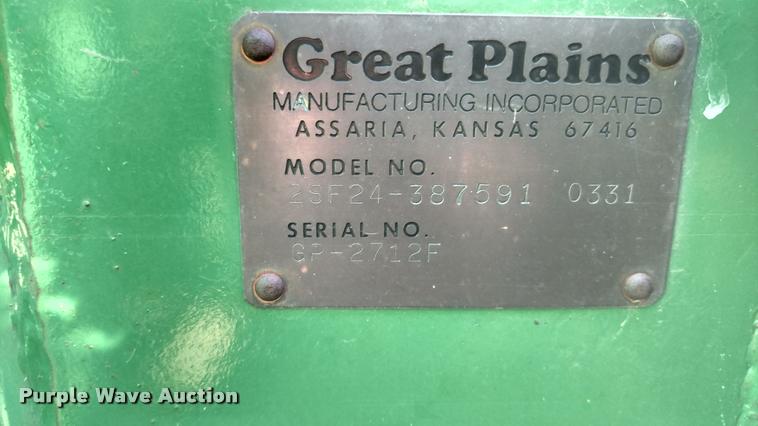 Great Plains
MANUFACTURING INCORPORATED
ASSARIA, KANSAS 67416
MODEL NO.
2SF24-387591 0331
SERIAL NO.
GP-2712F
Purple Wave Auction